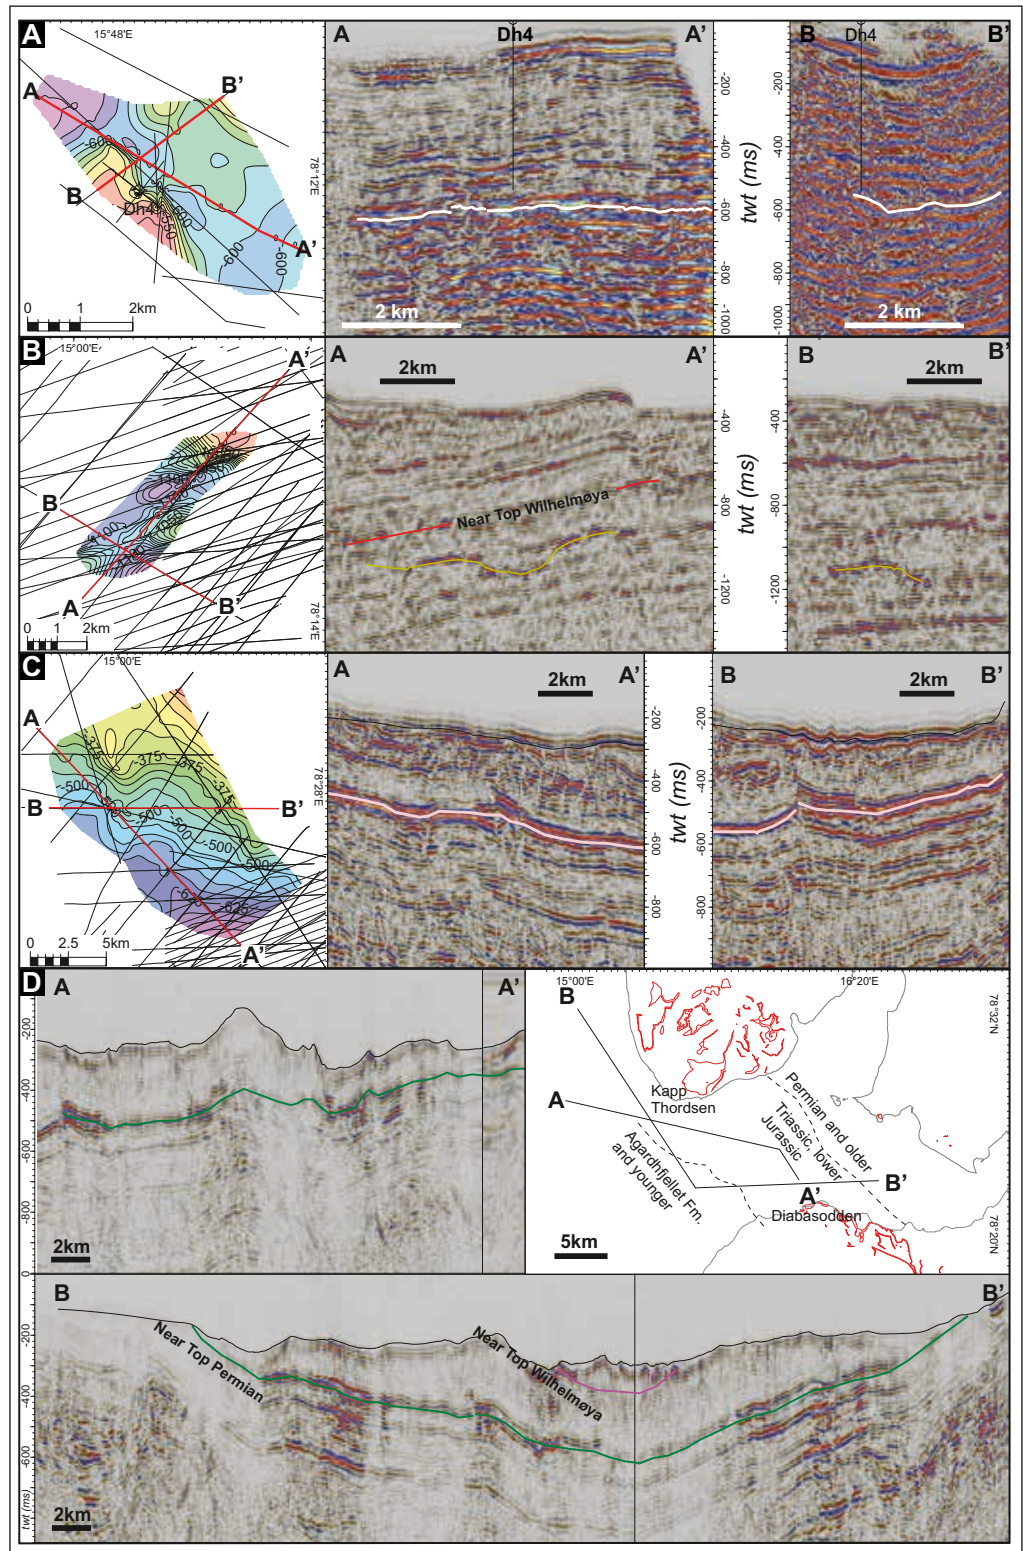 A
15°48'E
A
B'
-600
78°12'E
B
Dh4
-550
-600
-600
-600
A'
0 1 2km
A
Dh4
A'
-200
-400
-600
-800
-1000
twt (ms)
2 km
B
Dh4
B'
-200
-400
-600
-800
-1000
2 km
B
15°00'E
A'
B
A
B'
78°14'E
0 1 2km
A
A'
2km
Near Top Wilhelmøya
-400
-800
-1200
twt (ms)
B
B'
2km
C
15°00'E
A
-375
-375
-375
78°28'E
-500
B
B'
-500
-500
-500
-500
-625
A'
0 2.5 5km
A
A'
2km
-200
-400
-600
-800
twt (ms)
B
B'
2km
-200
-400
-600
-800
D
A
A'
-200
-400
-600
-800
0
2km
15°00'E
16°20'E
78°32'N
B
Kapp
Thordsen
A
Permian and older
Triassic, lower
Jurassic
Agardhfjellet Fm.
and younger
A'
B'
Diabasodden
78°20'N
5km
B
B'
Near Top Permian
Near Top Wilhelmøya
-200
-400
-600
twt (ms)
2km